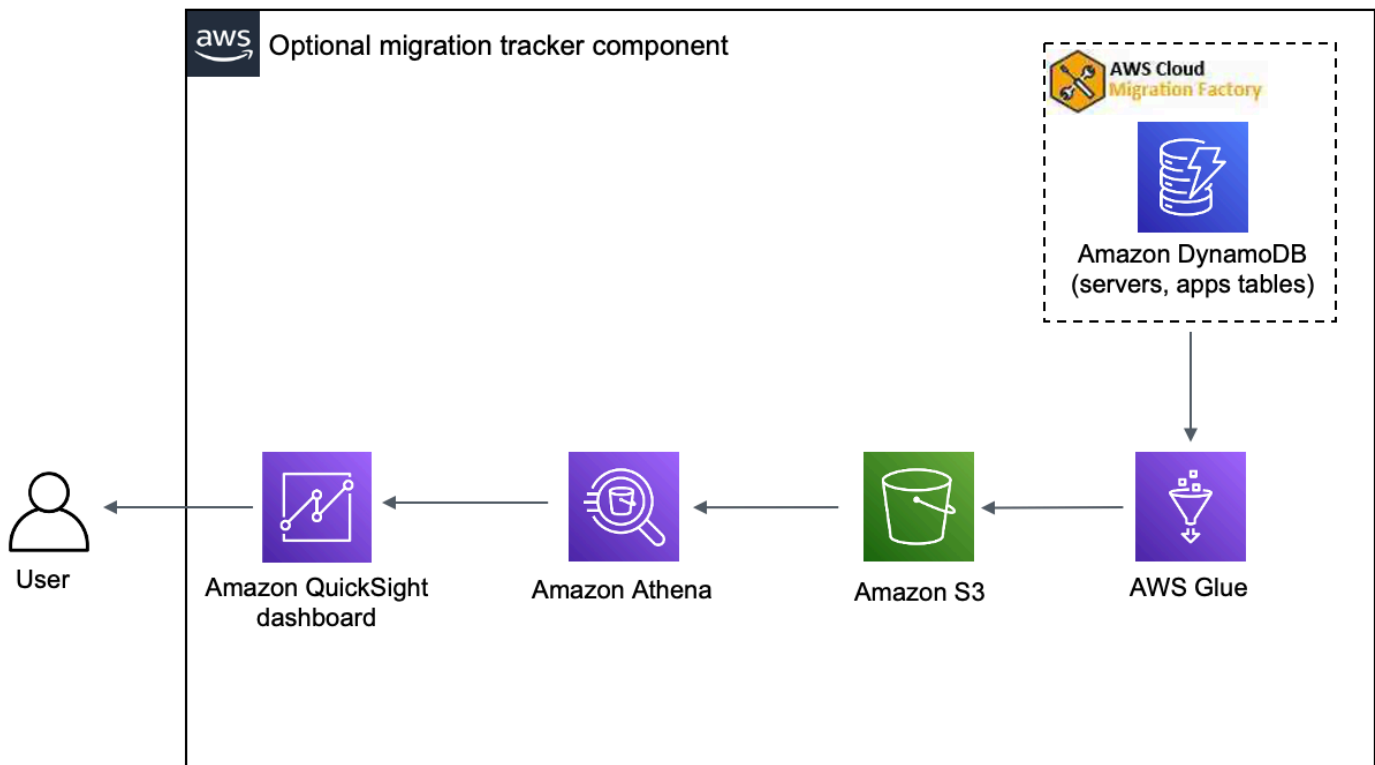 aws
Optional migration tracker component
AWS Cloud
Migration Factory
Amazon DynamoDB
(servers, apps tables)
User
Amazon QuickSight
dashboard
Amazon Athena
Amazon S3
AWS Glue